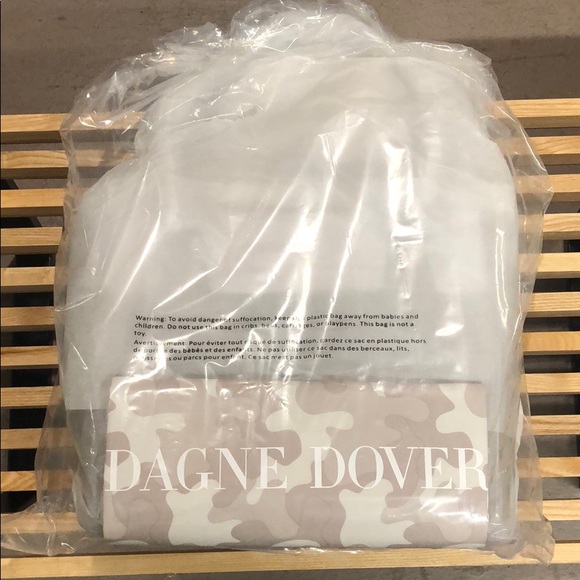 Warning: To avoid danger of suffocation, keep this plastic bag away from babies and
children. Do not use this bag in cribs, beds, carriages, or playpens. This bag is not a
toy.
Avertissement: Pour éviter tout risque de suffocation, gardez ce sac en plastique hors
de portée des bébés et des enfants. Ne pas utiliser ce sac dans des berceaux, lits,
ou parcs pour enfant. Ce sac n'est pas un jouet.
DAGNE DOVER